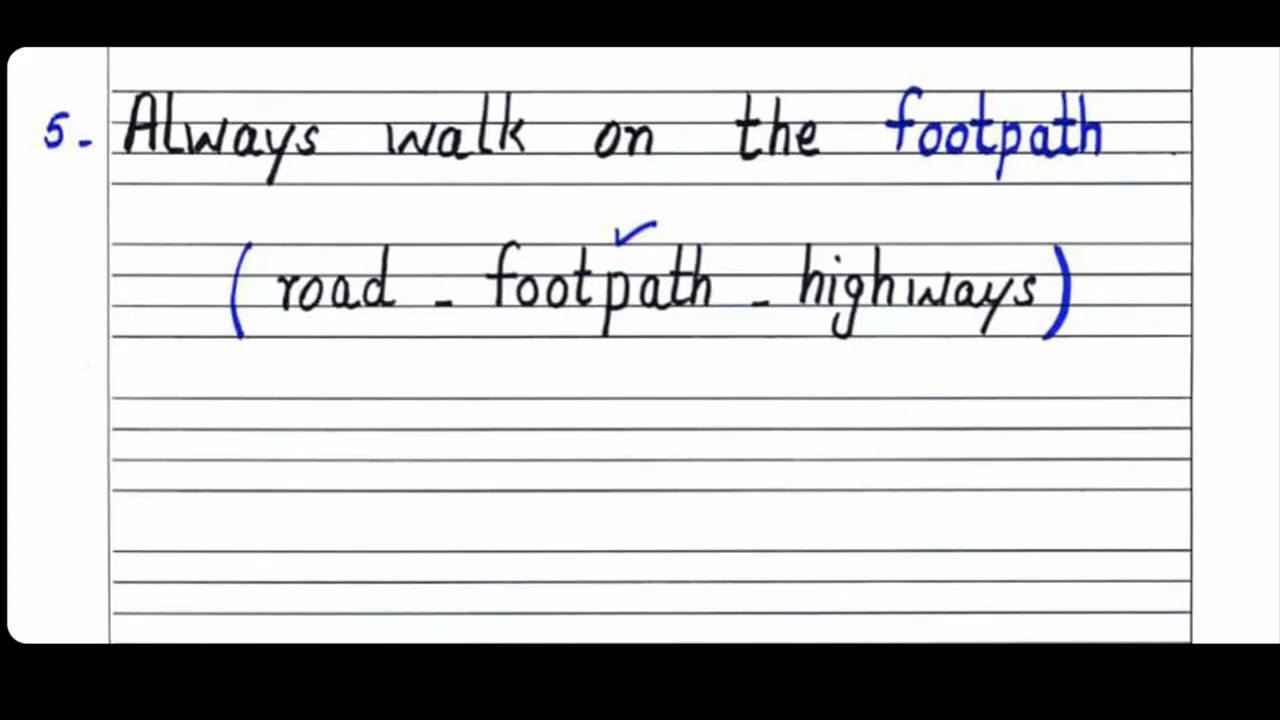 5- Always walk on the footpath
✓
( road - footpath - highways )